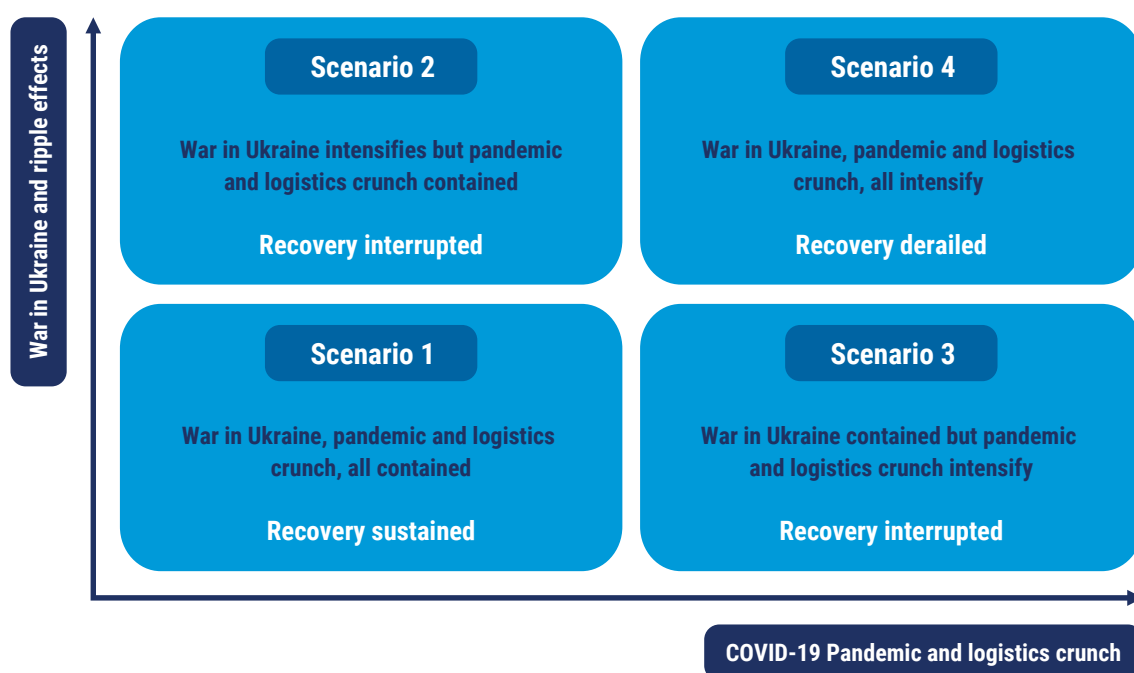 War in Ukraine and ripple effects
Scenario 2
War in Ukraine intensifies but pandemic
and logistics crunch contained
Recovery interrupted
Scenario 4
War in Ukraine, pandemic and logistics
crunch, all intensify
Recovery derailed
Scenario 1
War in Ukraine, pandemic and logistics
crunch, all contained
Recovery sustained
Scenario 3
War in Ukraine contained but pandemic
and logistics crunch intensify
Recovery interrupted
COVID-19 Pandemic and logistics crunch